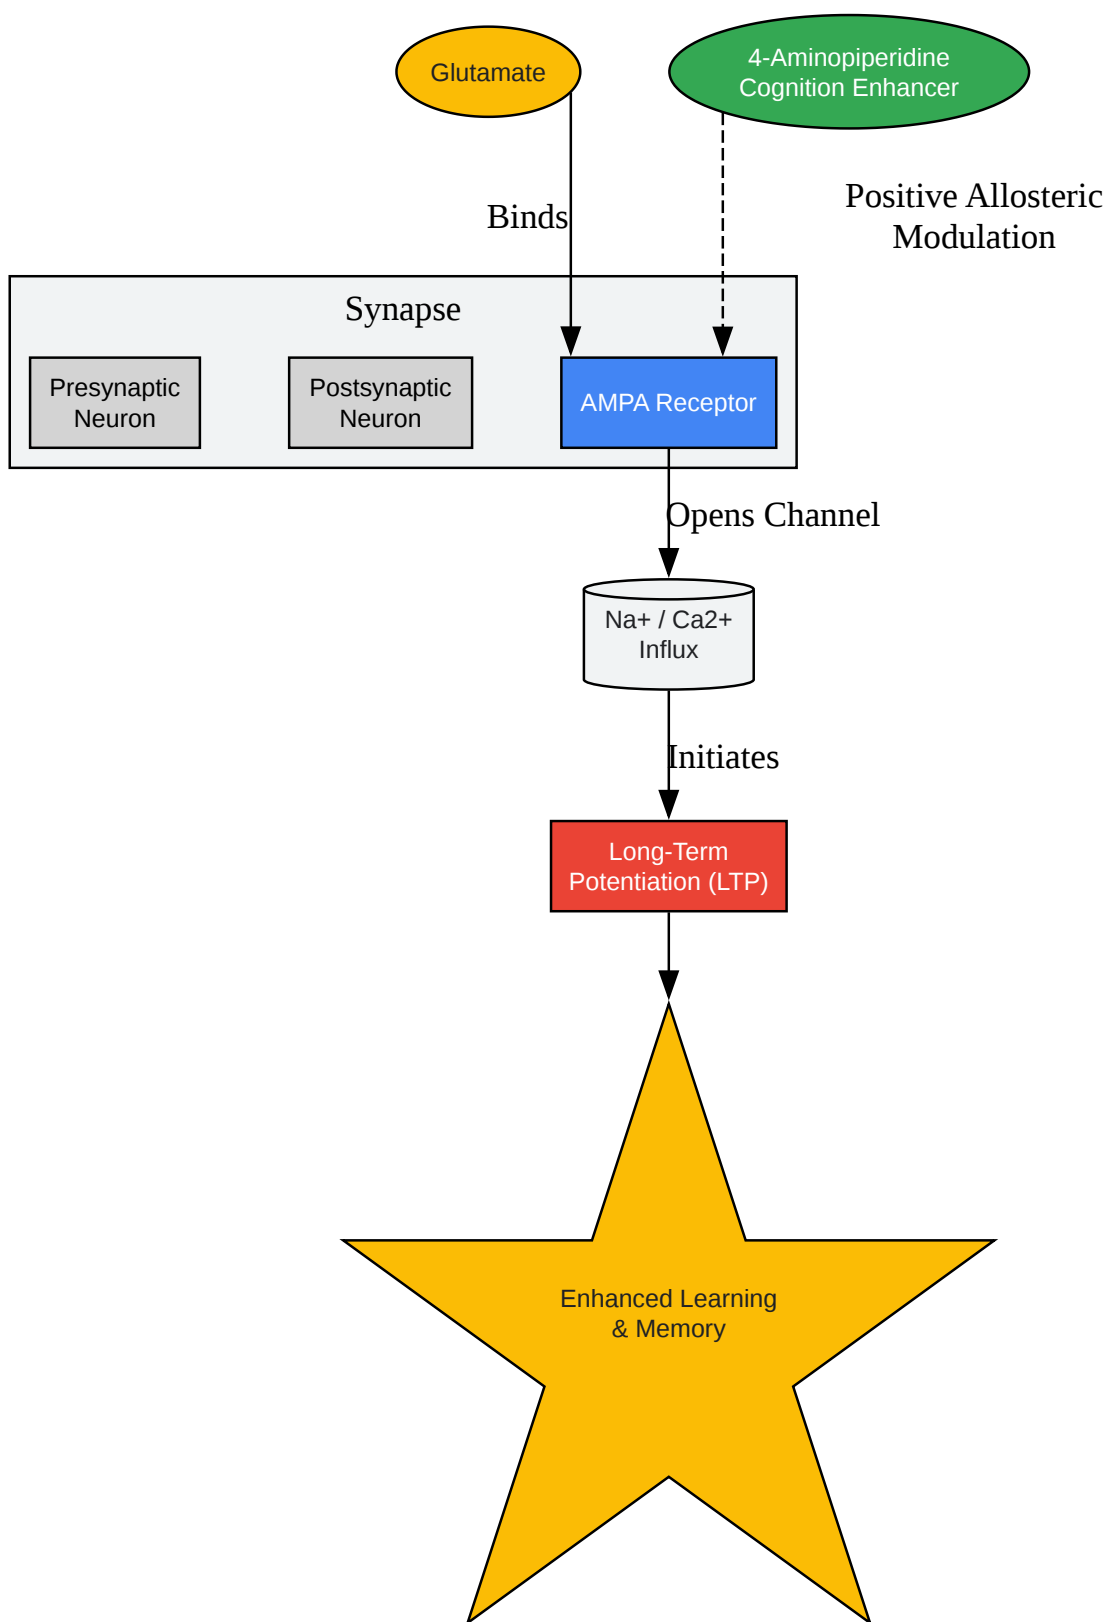 Glutamate
4-Aminopiperidine
Cognition Enhancer
Binds
Positive Allosteric
Modulation
Synapse
Presynaptic
Neuron
Postsynaptic
Neuron
AMPA Receptor
Opens Channel
Na+ / Ca2+
Influx
Initiates
Long-Term
Potentiation (LTP)
Enhanced Learning
& Memory